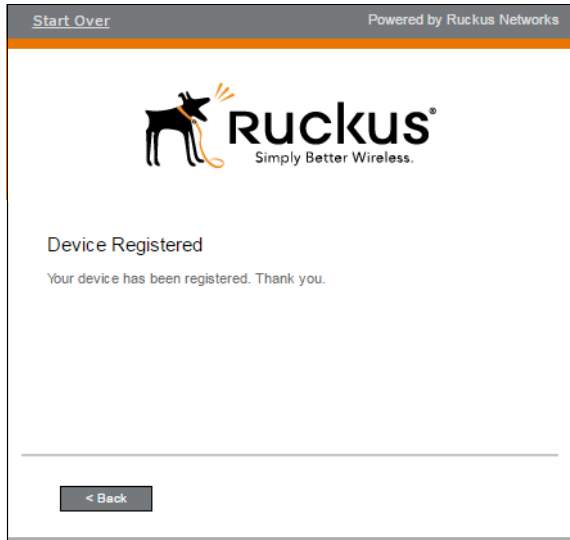 Start Over
Powered by Ruckus Networks
Ruckus®
Simply Better Wireless.
Device Registered
Your device has been registered. Thank you.
< Back